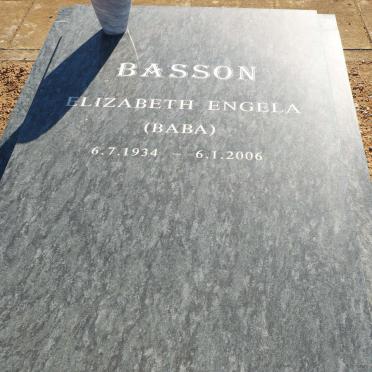 BASSON
ELIZABETH ENGELA
(BABA)
6.7.1934 – 6.1.2006